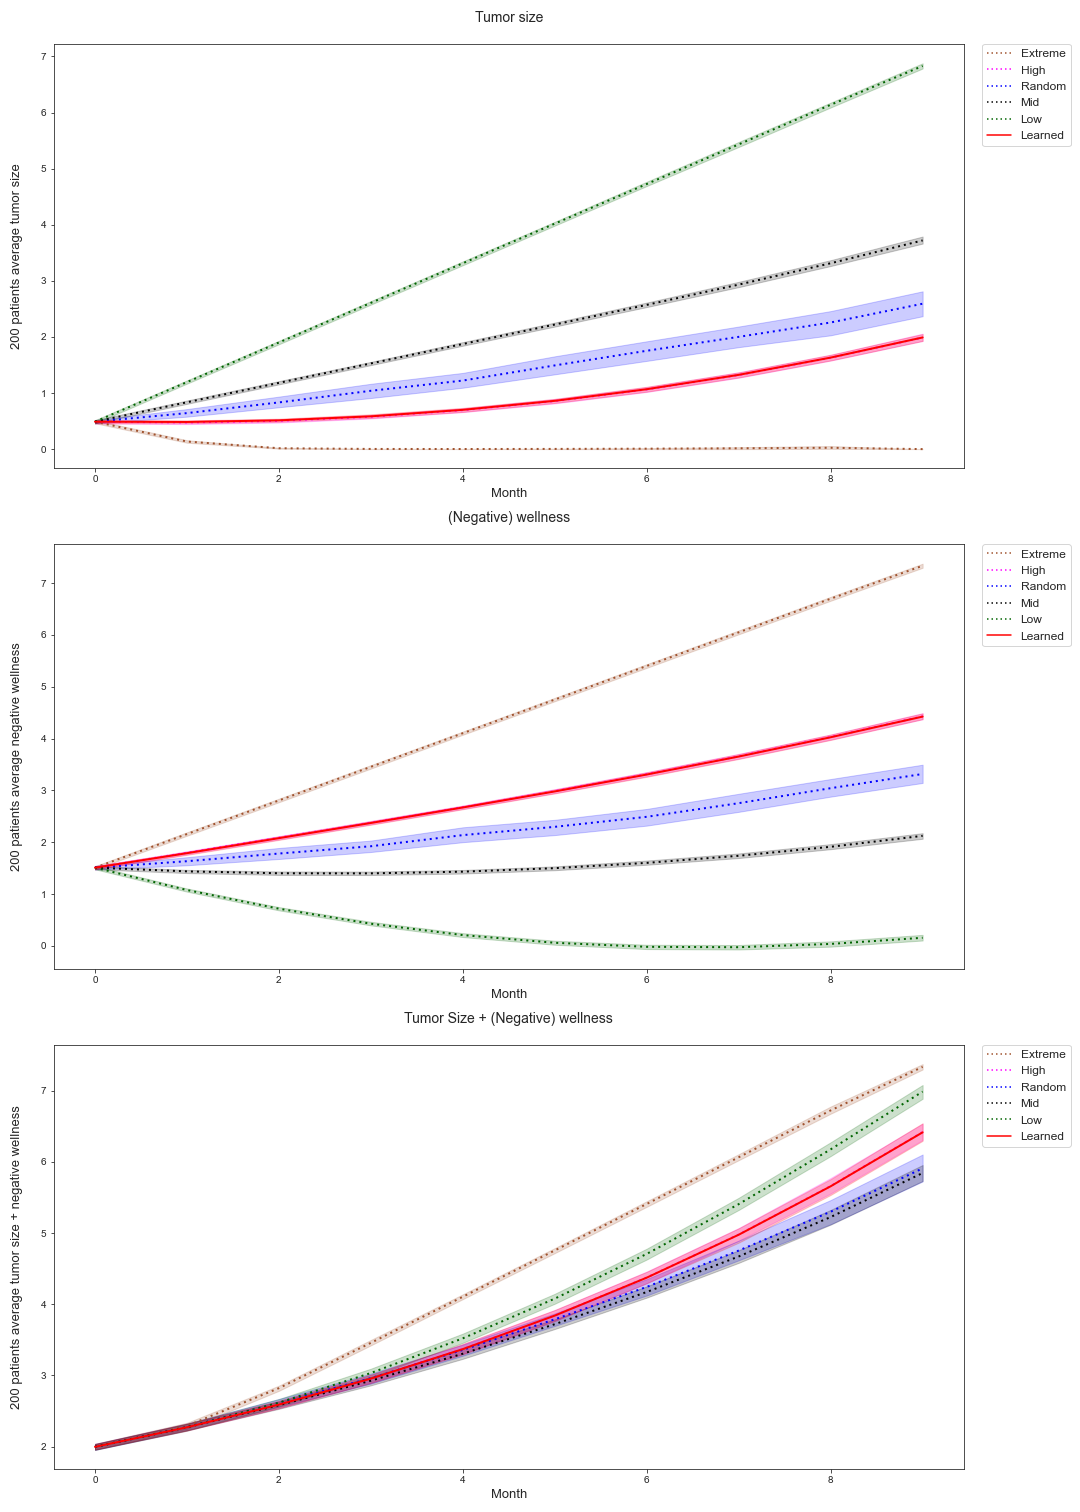 Tumor size
7
6
5
4
3
2
1
0
200 patients average tumor size
0 2 4 6 8
Month
Extreme
High
Random
Mid
Low
Learned
(Negative) wellness
7
6
5
4
3
2
1
0
200 patients average negative wellness
0 2 4 6 8
Month
Extreme
High
Random
Mid
Low
Learned
Tumor Size + (Negative) wellness
7
6
5
4
3
2
200 patients average tumor size + negative wellness
0 2 4 6 8
Month
Extreme
High
Random
Mid
Low
Learned